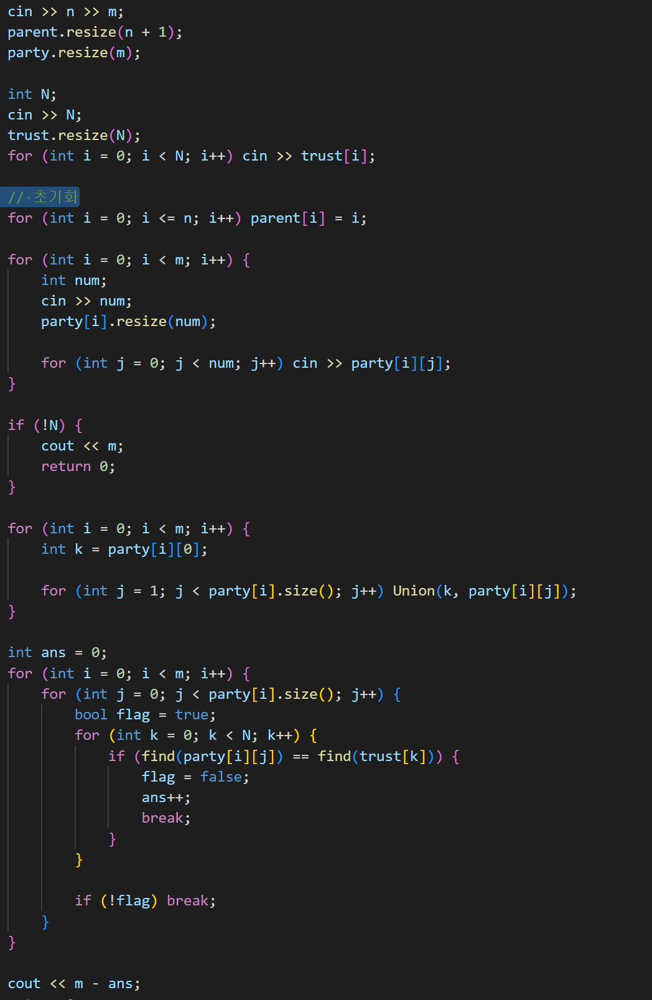 cin >> n >> m;
parent.resize(n + 1);
party.resize(m);
int N;
cin >> N;
trust.resize(N);
for (int i = 0; i < N; i++) cin >> trust[i];
// 초기화
for (int i = 0; i <= n; i++) parent[i] = i;
for (int i = 0; i < m; i++) {
int num;
cin >> num;
party[i].resize(num);
for (int j = 0; j < num; j++) cin >> party[i][j];
}
if (!N) {
cout << m;
return 0;
}
for (int i = 0; i < m; i++) {
int k = party[i][0];
for (int j = 1; j < party[i].size(); j++) Union(k, party[i][j]);
}
int ans = 0;
for (int i = 0; i < m; i++) {
for (int j = 0; j < party[i].size(); j++) {
bool flag = true;
for (int k = 0; k < N; k++) {
if (find(party[i][j]) == find(trust[k])) {
flag = false;
ans++;
break;
}
}
if (!flag) break;
}
}
cout << m - ans;